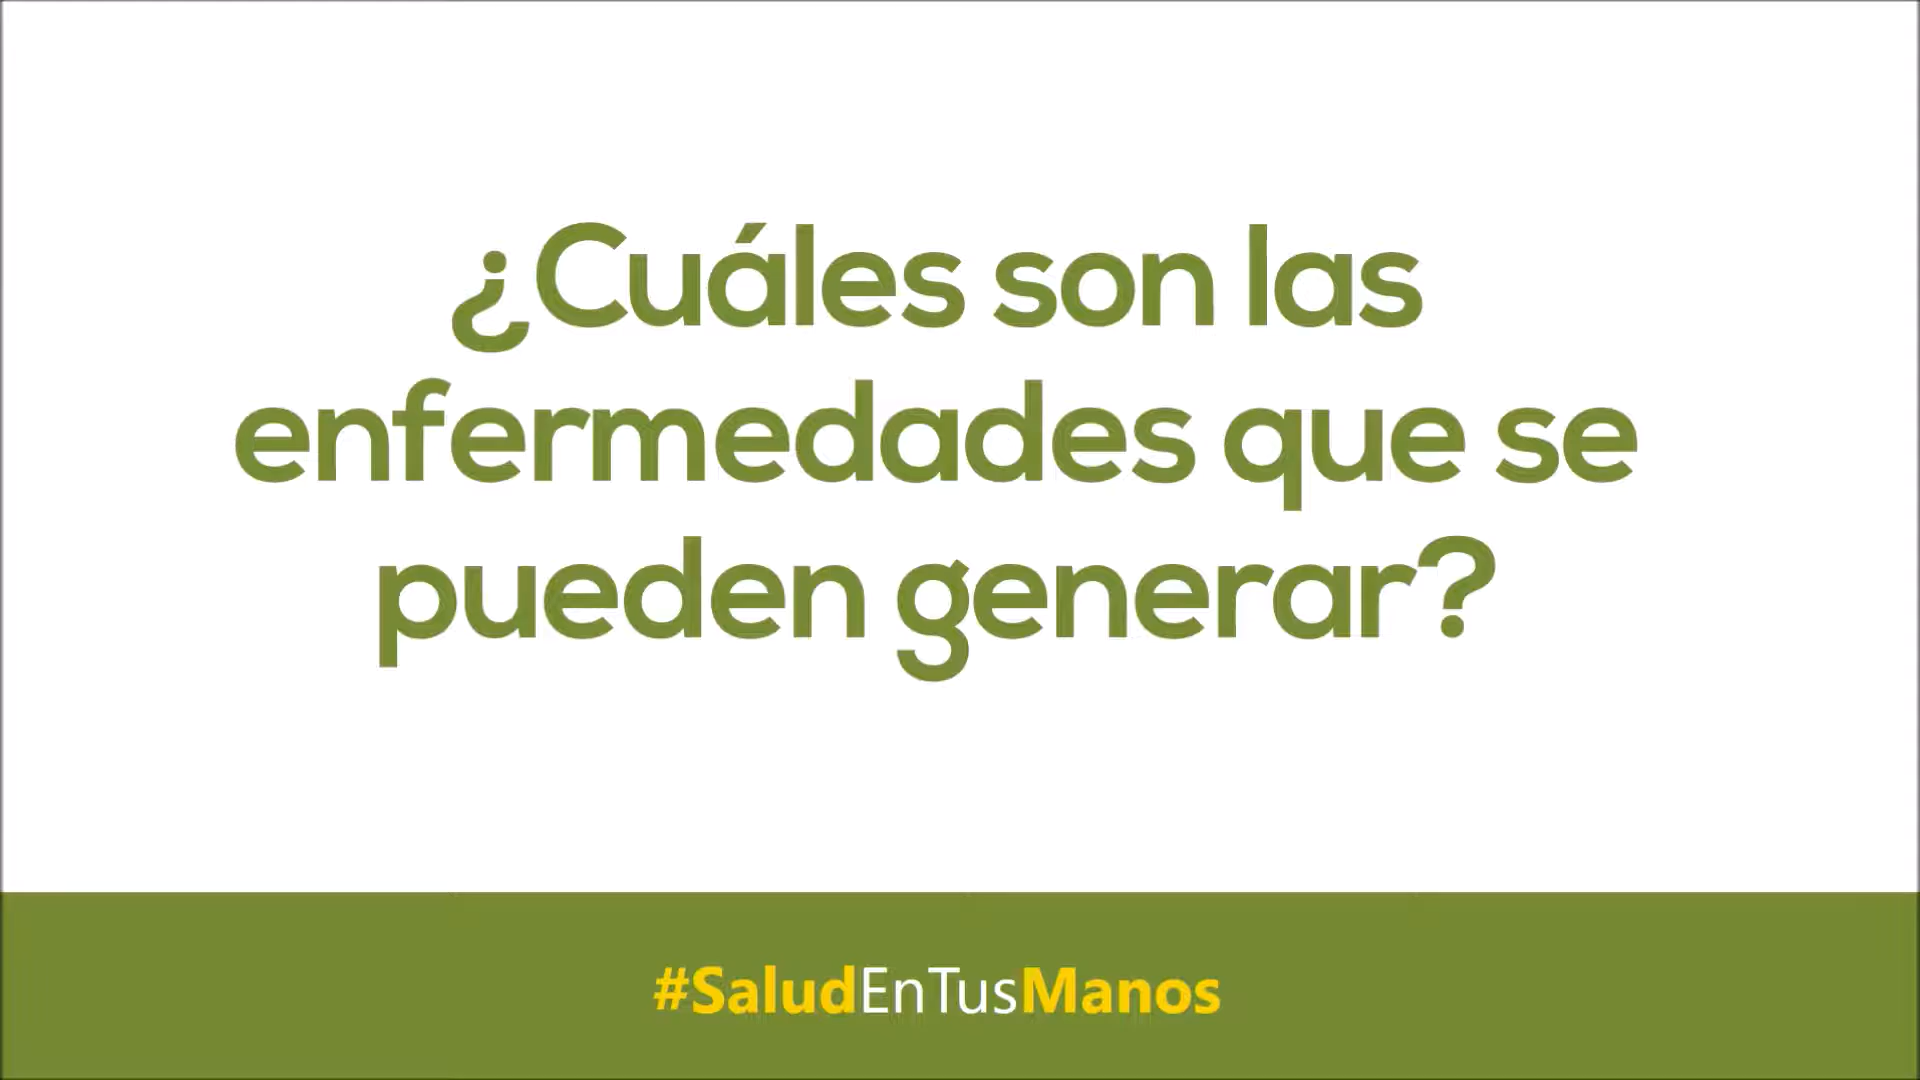 ¿Cuáles son las
enfermedades que se
pueden generar?
#SaludEnTusManos